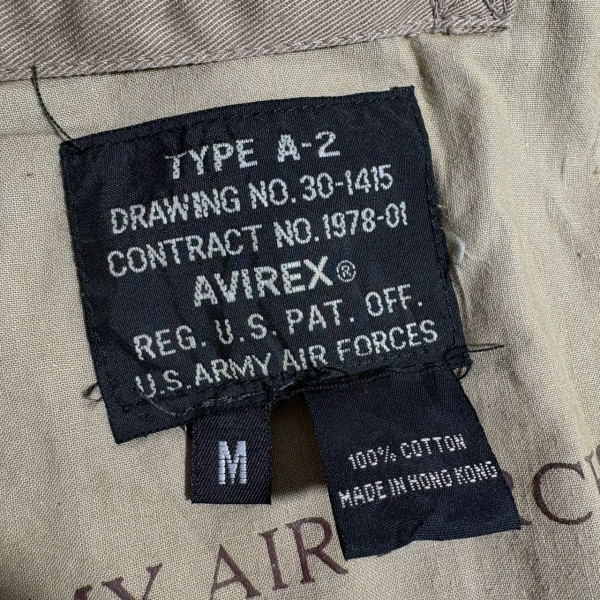 TYPE A-2
DRAWING NO. 30-1415
CONTRACT NO. 1978-01
AVIREX®
REG. U.S. PAT. OFF.
U.S. ARMY AIR FORCES
M
100% COTTON
MADE IN HONG KONG
MY AIR RC